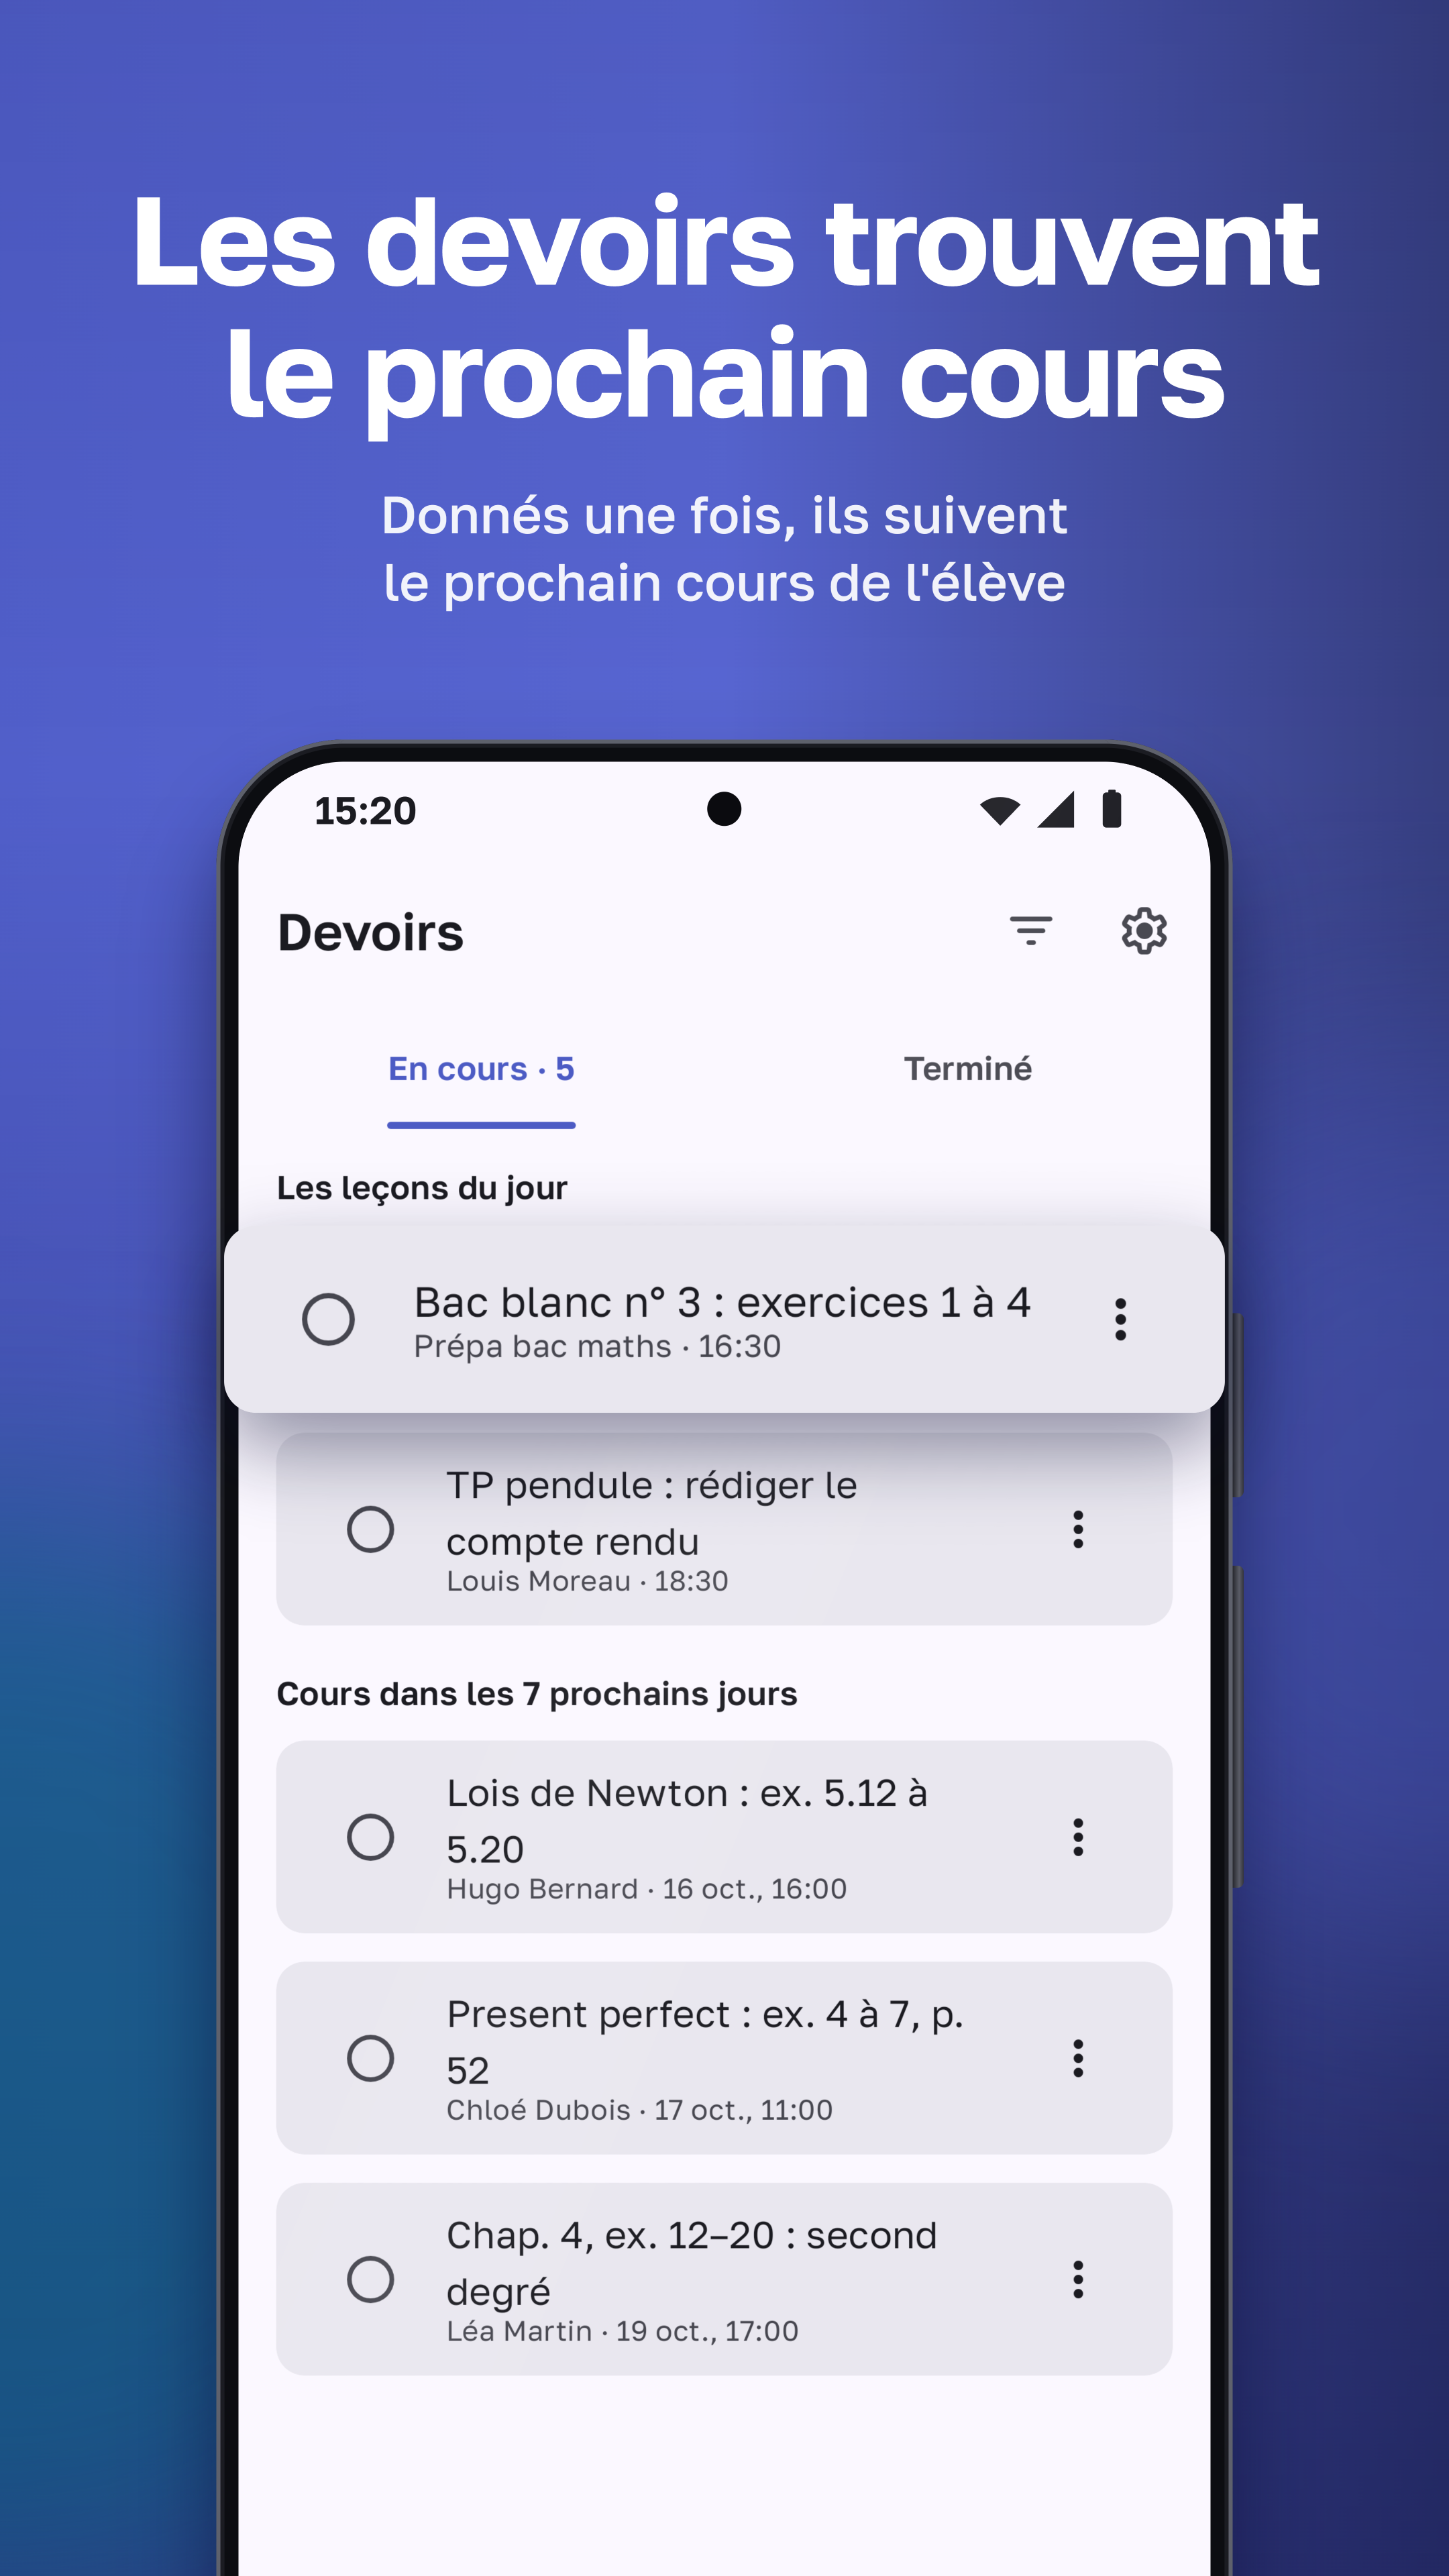 Les devoirs trouvent
le prochain cours
Donnés une fois, ils suivent
le prochain cours de l'élève
15:20
Devoirs
En cours · 5
Terminé
Les leçons du jour
Bac blanc n° 3 : exercices 1 à 4
Prépa bac maths · 16:30
TP pendule : rédiger le
compte rendu
Louis Moreau · 18:30
Cours dans les 7 prochains jours
Lois de Newton : ex. 5.12 à
5.20
Hugo Bernard · 16 oct., 16:00
Present perfect : ex. 4 à 7, p.
52
Chloé Dubois · 17 oct., 11:00
Chap. 4, ex. 12–20 : second
degré
Léa Martin · 19 oct., 17:00